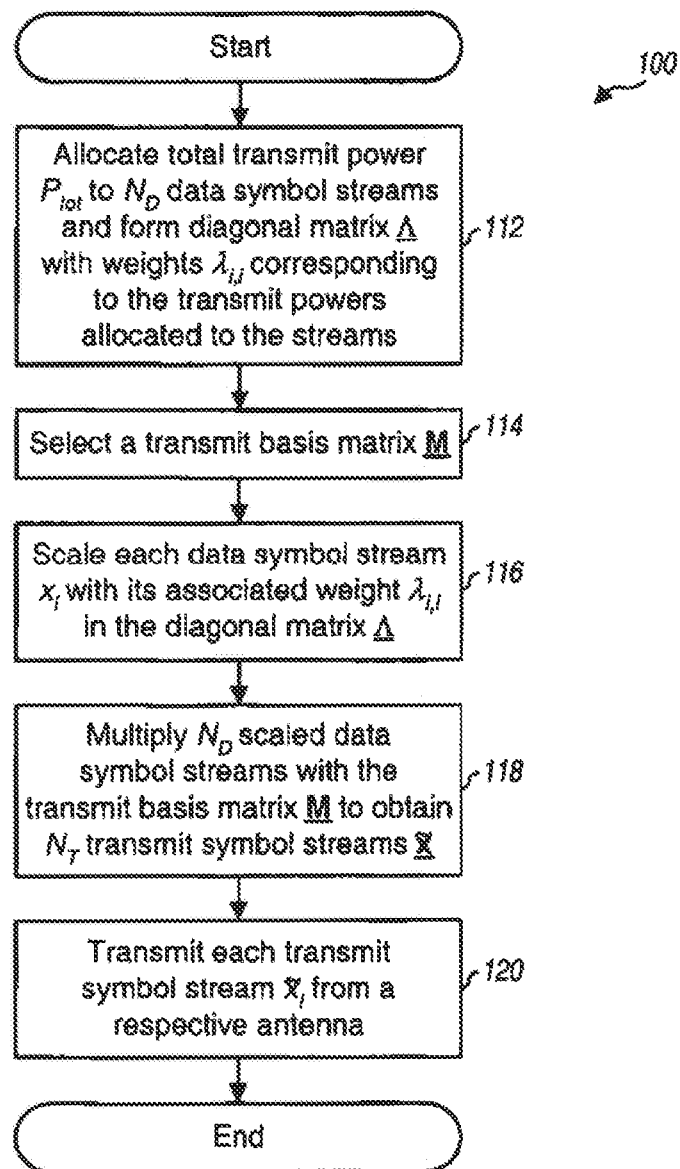 Start
100
Allocate total transmit power
P_tot to N_D data symbol streams
and form diagonal matrix Λ
with weights λ_i,i corresponding
to the transmit powers
allocated to the streams
112
Select a transmit basis matrix M
114
Scale each data symbol stream
x_i with its associated weight λ_i,i
in the diagonal matrix Λ
116
Multiply N_D scaled data
symbol streams with the
transmit basis matrix M to obtain
N_T transmit symbol streams x̃
118
Transmit each transmit
symbol stream x̃_i from a
respective antenna
120
End